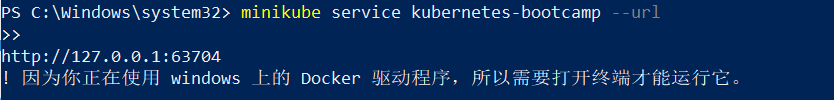 PS C:\Windows\system32> minikube service kubernetes-bootcamp --url
>>
http://127.0.0.1:63704
! 因为你正在使用 windows 上的 Docker 驱动程序，所以需要打开终端才能运行它。